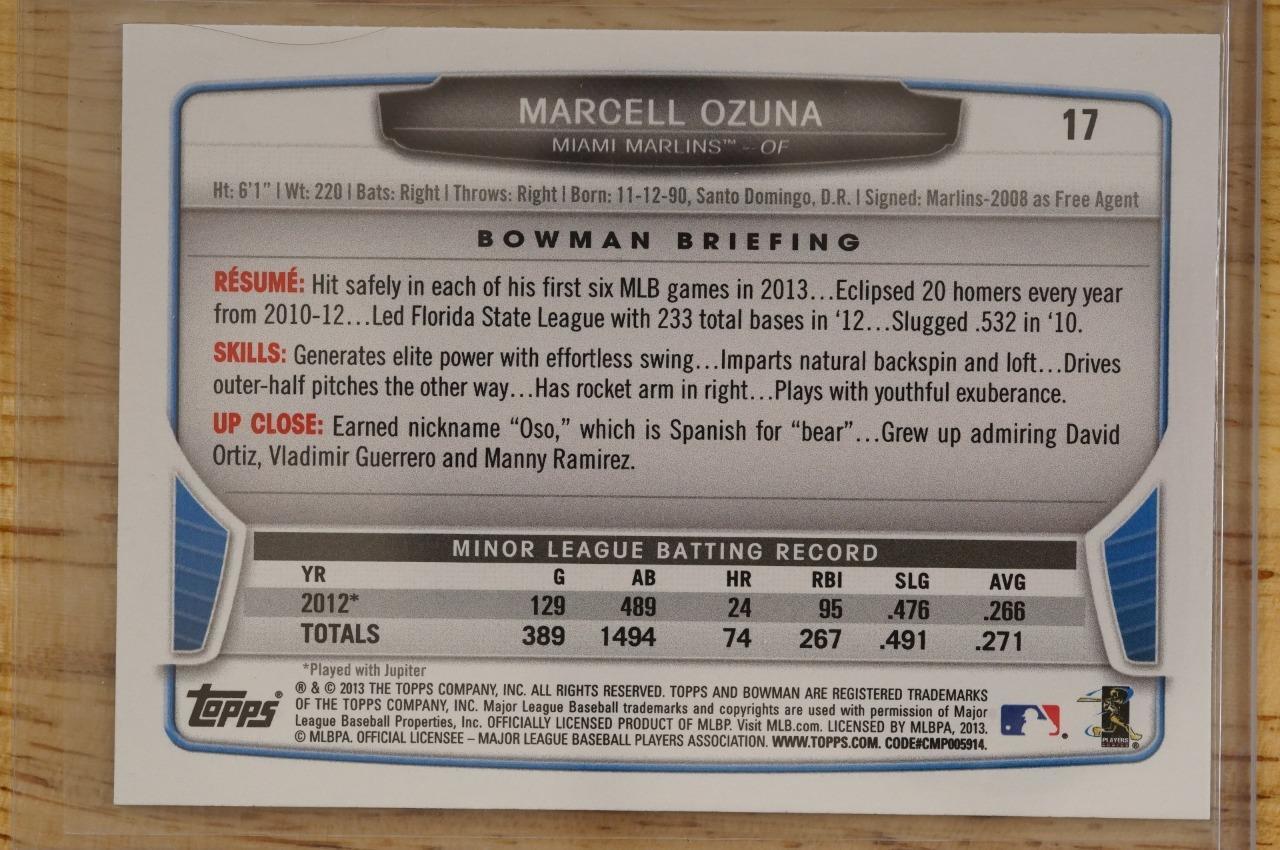 MARCELL OZUNA
MIAMI MARLINS™ - OF
17
Ht: 6'1" | Wt: 220 | Bats: Right | Throws: Right | Born: 11-12-90, Santo Domingo, D.R. | Signed: Marlins-2008 as Free Agent
BOWMAN BRIEFING
RÉSUMÉ: Hit safely in each of his first six MLB games in 2013...Eclipsed 20 homers every year
from 2010-12...Led Florida State League with 233 total bases in '12...Slugged .532 in '10.
SKILLS: Generates elite power with effortless swing...Imparts natural backspin and loft...Drives
outer-half pitches the other way...Has rocket arm in right...Plays with youthful exuberance.
UP CLOSE: Earned nickname "Oso," which is Spanish for "bear"...Grew up admiring David
Ortiz, Vladimir Guerrero and Manny Ramirez.
MINOR LEAGUE BATTING RECORD
YR G AB HR RBI SLG AVG
2012* 129 489 24 95 .476 .266
TOTALS 389 1494 74 267 .491 .271
*Played with Jupiter
Topps®
® & © 2013 THE TOPPS COMPANY, INC. ALL RIGHTS RESERVED. TOPPS AND BOWMAN ARE REGISTERED TRADEMARKS
OF THE TOPPS COMPANY, INC. Major League Baseball trademarks and copyrights are used with permission of Major
League Baseball Properties, Inc. OFFICIALLY LICENSED PRODUCT OF MLBP. Visit MLB.com. LICENSED BY MLBPA, 2013.
© MLBPA. OFFICIAL LICENSEE – MAJOR LEAGUE BASEBALL PLAYERS ASSOCIATION. WWW.TOPPS.COM. CODE#CMP005914.
PLAYERS